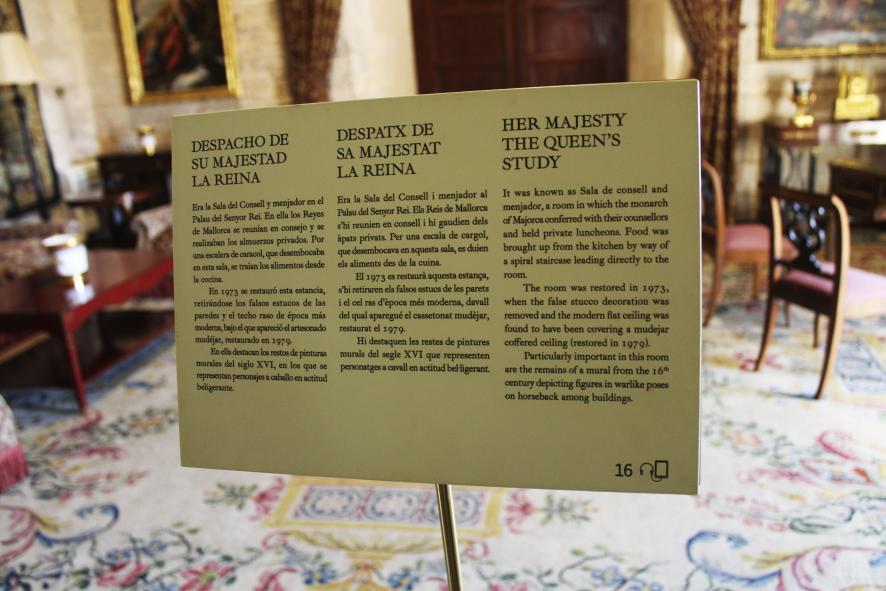 DESPACHO DE
SU MAJESTAD
LA REINA
Era la Sala del Consell y menjador en el
Palau del Senyor Rei. En ella los Reyes
de Mallorca se reunían en consejo y se
realizaban los almuerzos privados. Por
una escalera de caracol, que desembocaba
en esta sala, se traían los alimentos desde
la cocina.
En 1973 se restauró esta estancia,
retirándose los falsos estucos de las
paredes y el techo raso de época más
moderna, bajo el que apareció el artesonado
mudéjar, restaurado en 1979.
En ella destacan los restos de pinturas
murales del siglo XVI, en los que se
representan personajes a caballo en actitud
beligerante.
DESPATX DE
SA MAJESTAT
LA REINA
Era la Sala del Consell i menjador al
Palau del Senyor Rei. Els Reis de Mallorca
s'hi reunien en consell i hi gaudien dels
àpats privats. Per una escala de cargol,
que desembocava en aquesta sala, es duien
els aliments des de la cuina.
El 1973 es restaurà aquesta estança,
s'hi retiraren els falsos estucs de les parets
i el cel ras d'època més moderna, davall
del qual aparegué el cassetonat mudèjar,
restaurat el 1979.
Hi destaquen les restes de pintures
murals del segle XVI que representen
personatges a cavall en actitud bel·ligerant.
HER MAJESTY
THE QUEEN'S
STUDY
It was known as Sala de consell and
menjador, a room in which the monarch
of Majorca conferred with their counsellors
and held private luncheons. Food was
brought up from the kitchen by way of
a spiral staircase leading directly to the
room.
The room was restored in 1973,
when the false stucco decoration was
removed and the modern flat ceiling was
found to have been covering a mudejar
coffered ceiling (restored in 1979).
Particularly important in this room
are the remains of a mural from the 16th
century depicting figures in warlike poses
on horseback among buildings.
16